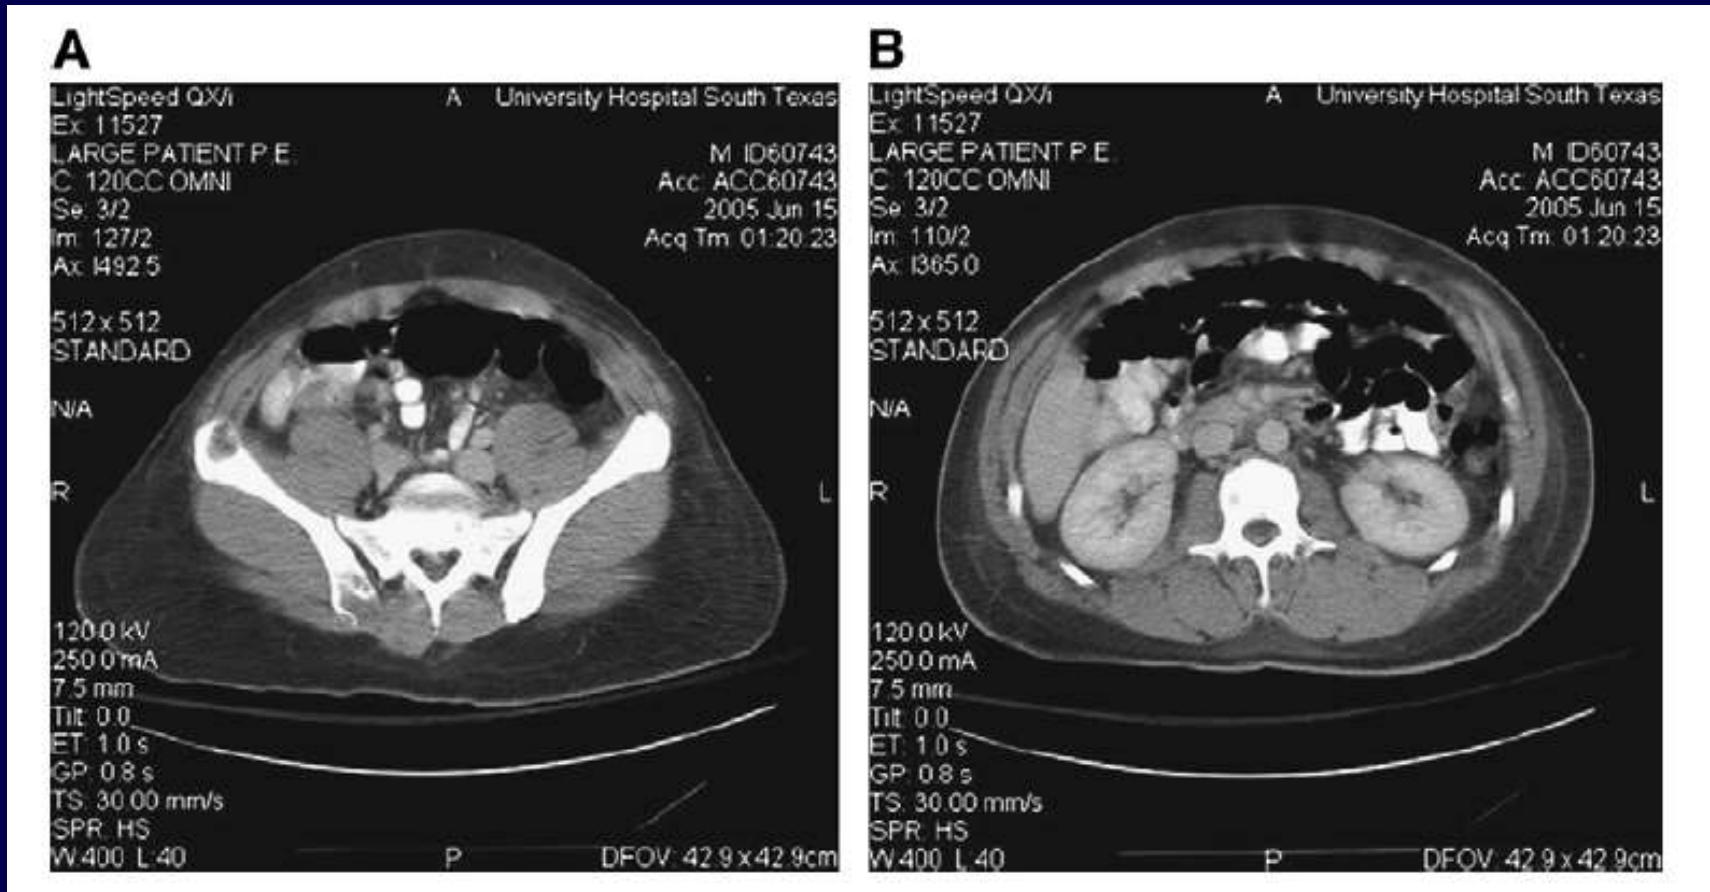 A
LightSpeed QX/i A University Hospital South Texas
Ex: 11527
LARGE PATIENT P.E. M ID60743
C 120CC OMNI Acc: ACC60743
Se: 3/2 2005 Jun 15
Im: 127/2 Acq Tm: 01:20:23
Ax: I492.5
512 x 512
STANDARD
N/A
R L
120.0 kV
250.0 mA
7.5 mm
Tilt: 0.0
ET: 1.0 s
GP: 0.8 s
TS: 30.00 mm/s
SPR: HS
W:400 L:40 P DFOV: 42.9 x 42.9cm
B
LightSpeed QX/i A University Hospital South Texas
Ex: 11527
LARGE PATIENT P.E. M ID60743
C 120CC OMNI Acc: ACC60743
Se: 3/2 2005 Jun 15
Im: 110/2 Acq Tm: 01:20:23
Ax: I365.0
512 x 512
STANDARD
N/A
R L
120.0 kV
250.0 mA
7.5 mm
Tilt: 0.0
ET: 1.0 s
GP: 0.8 s
TS: 30.00 mm/s
SPR: HS
W:400 L:40 P DFOV: 42.9 x 42.9cm